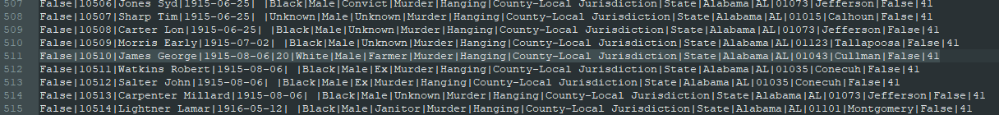 507 False|10506|Jones Syd|1915-06-25| |Black|Male|Convict|Murder|Hanging|County-Local Jurisdiction|State|Alabama|AL|01073|Jefferson|False|41
508 False|10507|Sharp Tim|1915-06-25| |Unknown|Male|Unknown|Murder|Hanging|County-Local Jurisdiction|State|Alabama|AL|01015|Calhoun|False|41
509 False|10508|Carter Lon|1915-06-25| |Black|Male|Unknown|Murder|Hanging|County-Local Jurisdiction|State|Alabama|AL|01073|Jefferson|False|41
510 False|10509|Morris Early|1915-07-02| |Black|Male|Unknown|Murder|Hanging|County-Local Jurisdiction|State|Alabama|AL|01123|Tallapoosa|False|41
511 False|10510|James George|1915-08-06|20|White|Male|Farmer|Murder|Hanging|County-Local Jurisdiction|State|Alabama|AL|01043|Cullman|False|41
512 False|10511|Watkins Robert|1915-08-06| |Black|Male|Ex|Murder|Hanging|County-Local Jurisdiction|State|Alabama|AL|01035|Conecuh|False|41
513 False|10512|Salter John|1915-08-06| |Black|Male|Ex|Murder|Hanging|County-Local Jurisdiction|State|Alabama|AL|01035|Conecuh|False|41
514 False|10513|Carpenter Millard|1915-08-06| |Black|Male|Unknown|Murder|Hanging|County-Local Jurisdiction|State|Alabama|AL|01073|Jefferson|False|41
515 False|10514|Lightner Lamar|1916-05-12| |Black|Male|Janitor|Murder|Hanging|County-Local Jurisdiction|State|Alabama|AL|01101|Montgomery|False|41